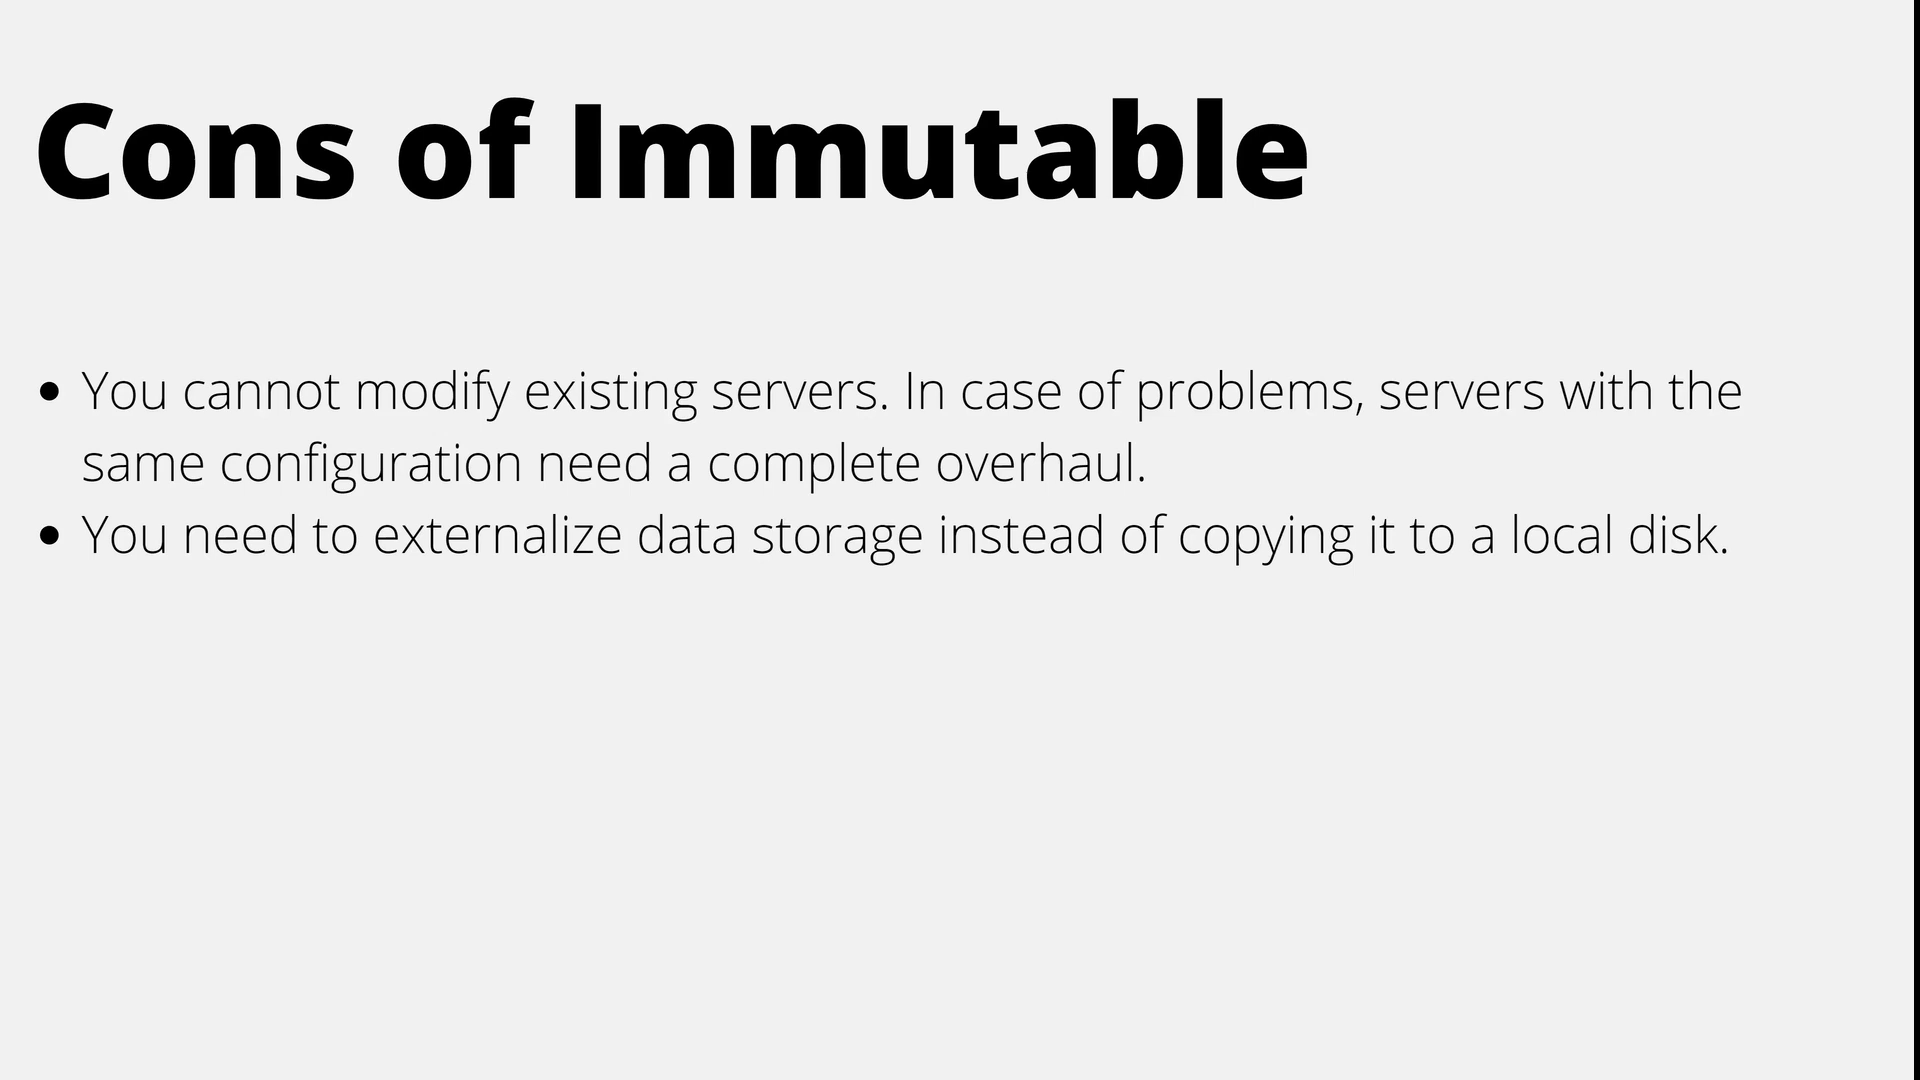 Cons of Immutable
• You cannot modify existing servers. In case of problems, servers with the
same configuration need a complete overhaul.
• You need to externalize data storage instead of copying it to a local disk.